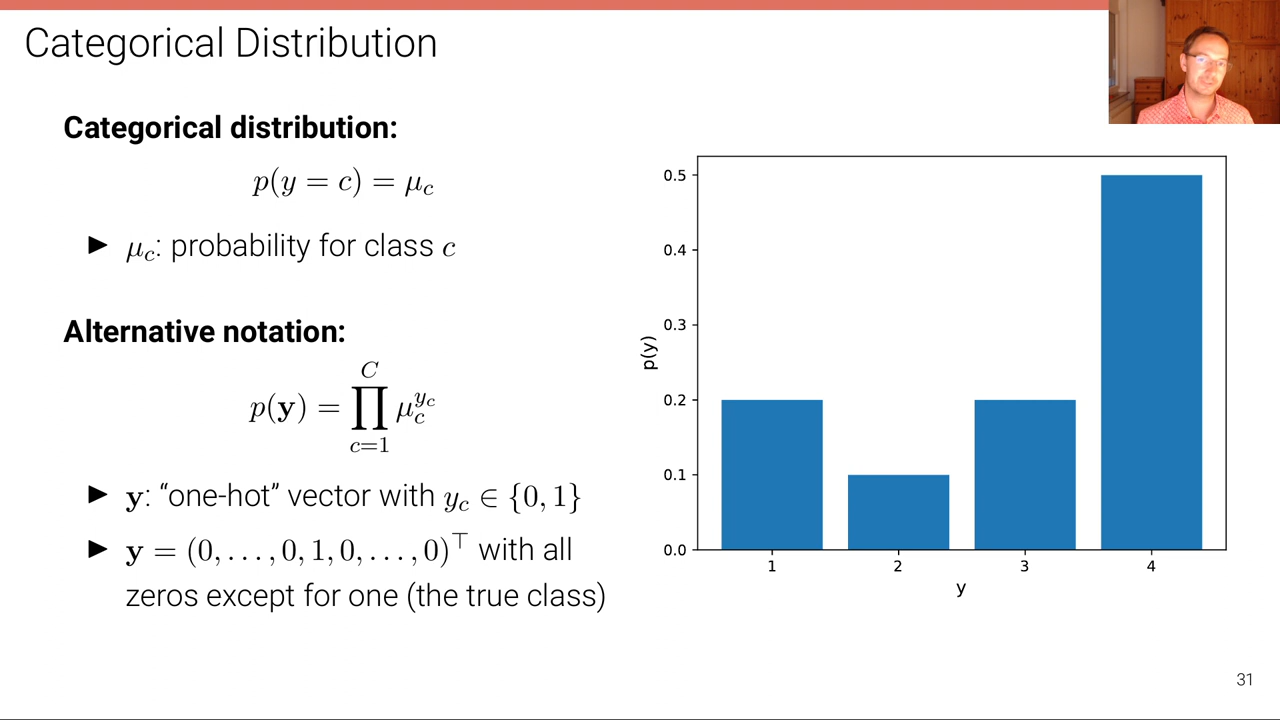 Categorical Distribution
Categorical distribution:
p(y = c) = μ_c
▶ μ_c: probability for class c
Alternative notation:
p(𝐲) = ∏_{c=1}^{C} μ_c^{y_c}
▶ 𝐲: “one-hot” vector with y_c ∈ {0, 1}
▶ 𝐲 = (0, . . . , 0, 1, 0, . . . , 0)^⊤ with all
zeros except for one (the true class)
p(y)
0.5
0.4
0.3
0.2
0.1
0.0
1 2 3 4
y
31